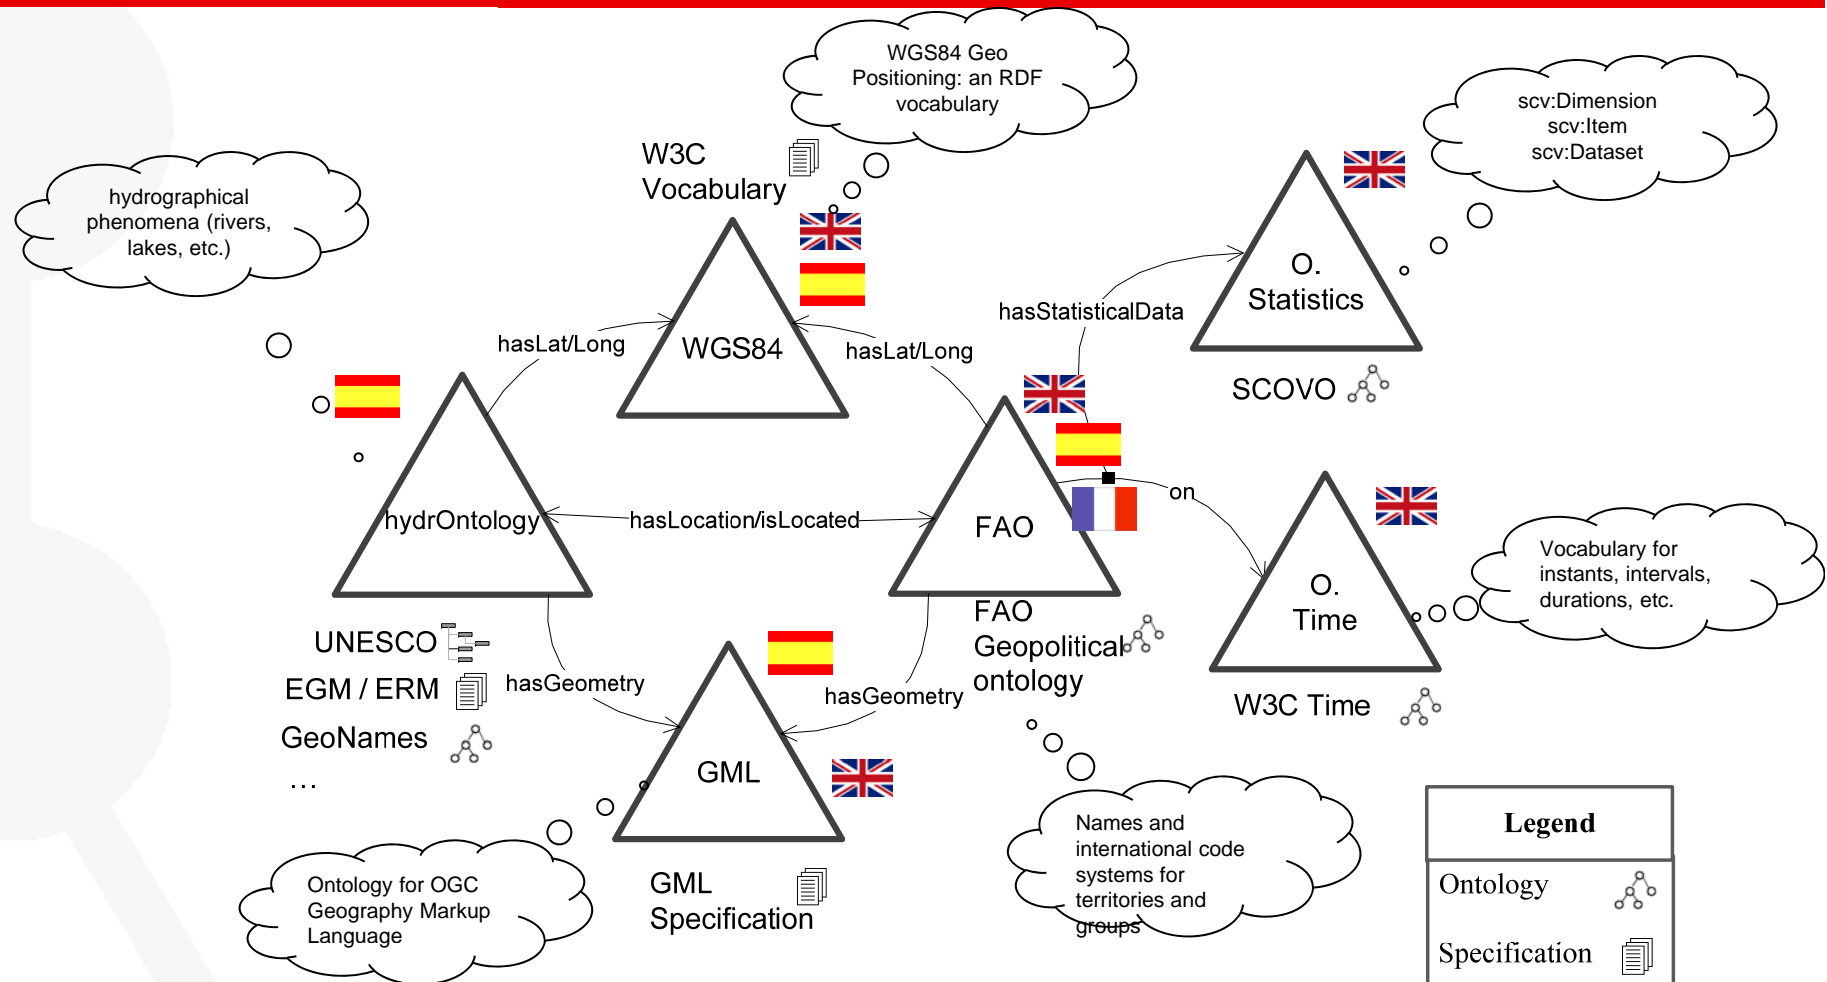 WGS84 Geo
Positioning: an RDF
vocabulary
scv:Dimension
scv:Item
scv:Dataset
W3C
Vocabulary
hydrographical
phenomena (rivers,
lakes, etc.)
O.
Statistics
hasStatisticalData
hasLat/Long
WGS84
hasLat/Long
SCOVO
hydrOntology
hasLocation/isLocated
FAO
on
Vocabulary for
instants, intervals,
durations, etc.
O.
Time
FAO
Geopolitical
ontology
UNESCO
EGM / ERM
GeoNames
...
hasGeometry
hasGeometry
W3C Time
GML
Names and
international code
systems for
territories and
groups
Ontology for OGC
Geography Markup
Language
GML
Specification
Legend
Ontology
Specification